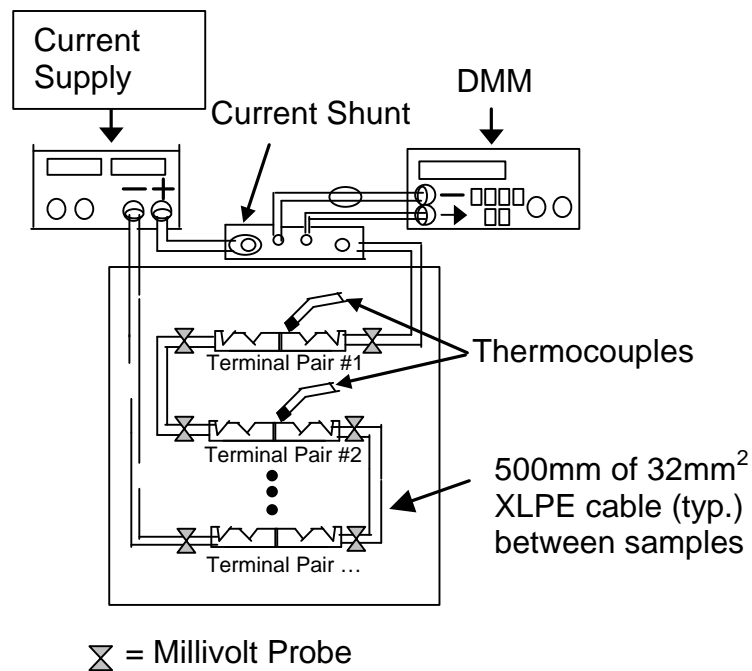 Current
Supply
Current Shunt
DMM
− +
−
Terminal Pair #1
Thermocouples
Terminal Pair #2
500mm of 32mm²
XLPE cable (typ.)
between samples
Terminal Pair …
= Millivolt Probe